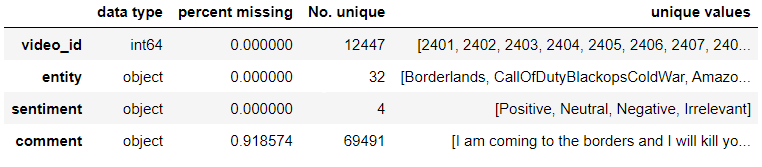 data type percent missing No. unique unique values
video_id int64 0.000000 12447 [2401, 2402, 2403, 2404, 2405, 2406, 2407, 240...
entity object 0.000000 32 [Borderlands, CallOfDutyBlackopsColdWar, Amazo...
sentiment object 0.000000 4 [Positive, Neutral, Negative, Irrelevant]
comment object 0.918574 69491 [I am coming to the borders and I will kill yo...